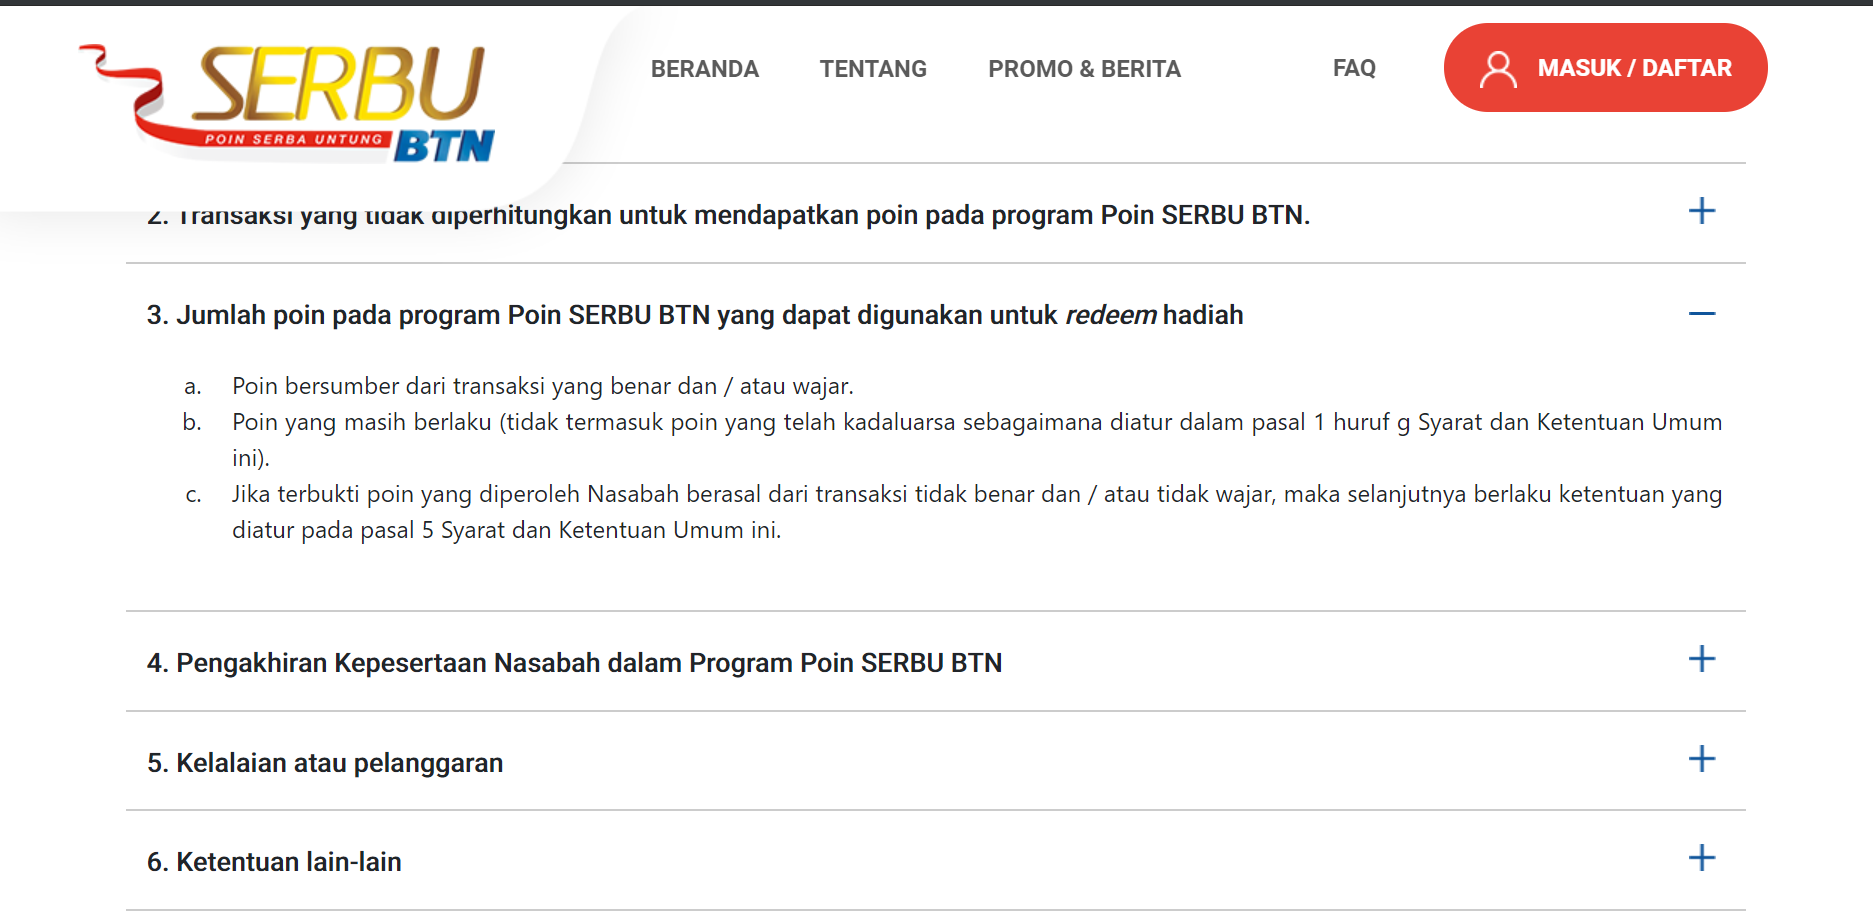 SERBU
POIN SERBA UNTUNG BTN
BERANDA TENTANG PROMO & BERITA FAQ MASUK / DAFTAR
2. Transaksi yang tidak diperhitungkan untuk mendapatkan poin pada program Poin SERBU BTN.
3. Jumlah poin pada program Poin SERBU BTN yang dapat digunakan untuk redeem hadiah
a. Poin bersumber dari transaksi yang benar dan / atau wajar.
b. Poin yang masih berlaku (tidak termasuk poin yang telah kadaluarsa sebagaimana diatur dalam pasal 1 huruf g Syarat dan Ketentuan Umum
ini).
c. Jika terbukti poin yang diperoleh Nasabah berasal dari transaksi tidak benar dan / atau tidak wajar, maka selanjutnya berlaku ketentuan yang
diatur pada pasal 5 Syarat dan Ketentuan Umum ini.
4. Pengakhiran Kepesertaan Nasabah dalam Program Poin SERBU BTN
5. Kelalaian atau pelanggaran
6. Ketentuan lain-lain